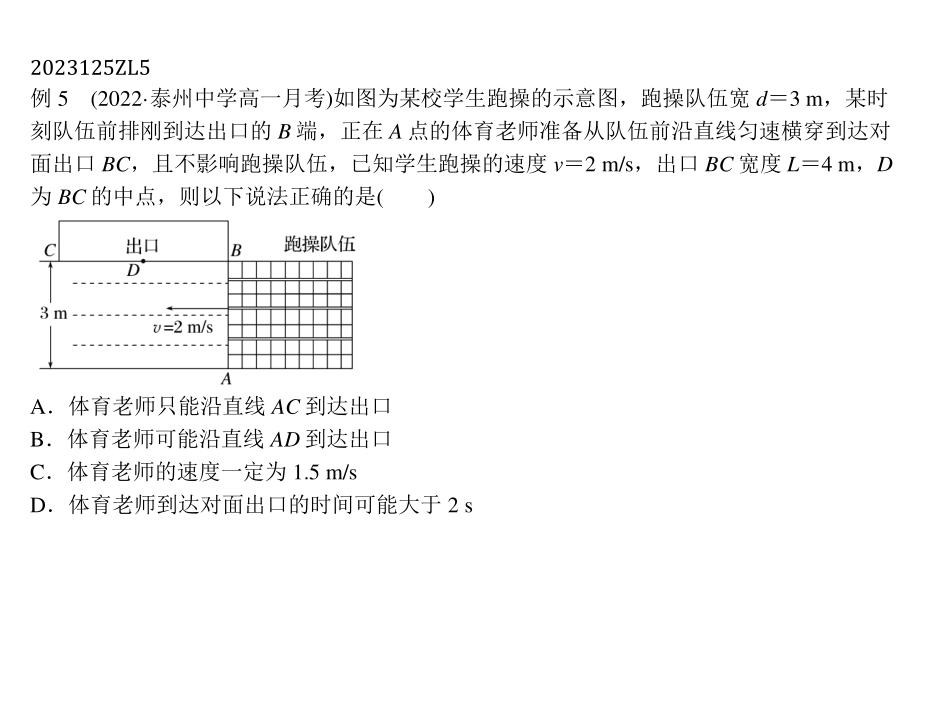 2023125ZL5
例 5　(2022·泰州中学高一月考)如图为某校学生跑操的示意图，跑操队伍宽 d＝3 m，某时
刻队伍前排刚到达出口的 B 端，正在 A 点的体育老师准备从队伍前沿直线匀速横穿到达对
面出口 BC，且不影响跑操队伍，已知学生跑操的速度 v＝2 m/s，出口 BC 宽度 L＝4 m，D
为 BC 的中点，则以下说法正确的是(　　)
C 出口 B 跑操队伍
D
3 m
v=2 m/s
A
A．体育老师只能沿直线 AC 到达出口
B．体育老师可能沿直线 AD 到达出口
C．体育老师的速度一定为 1.5 m/s
D．体育老师到达对面出口的时间可能大于 2 s